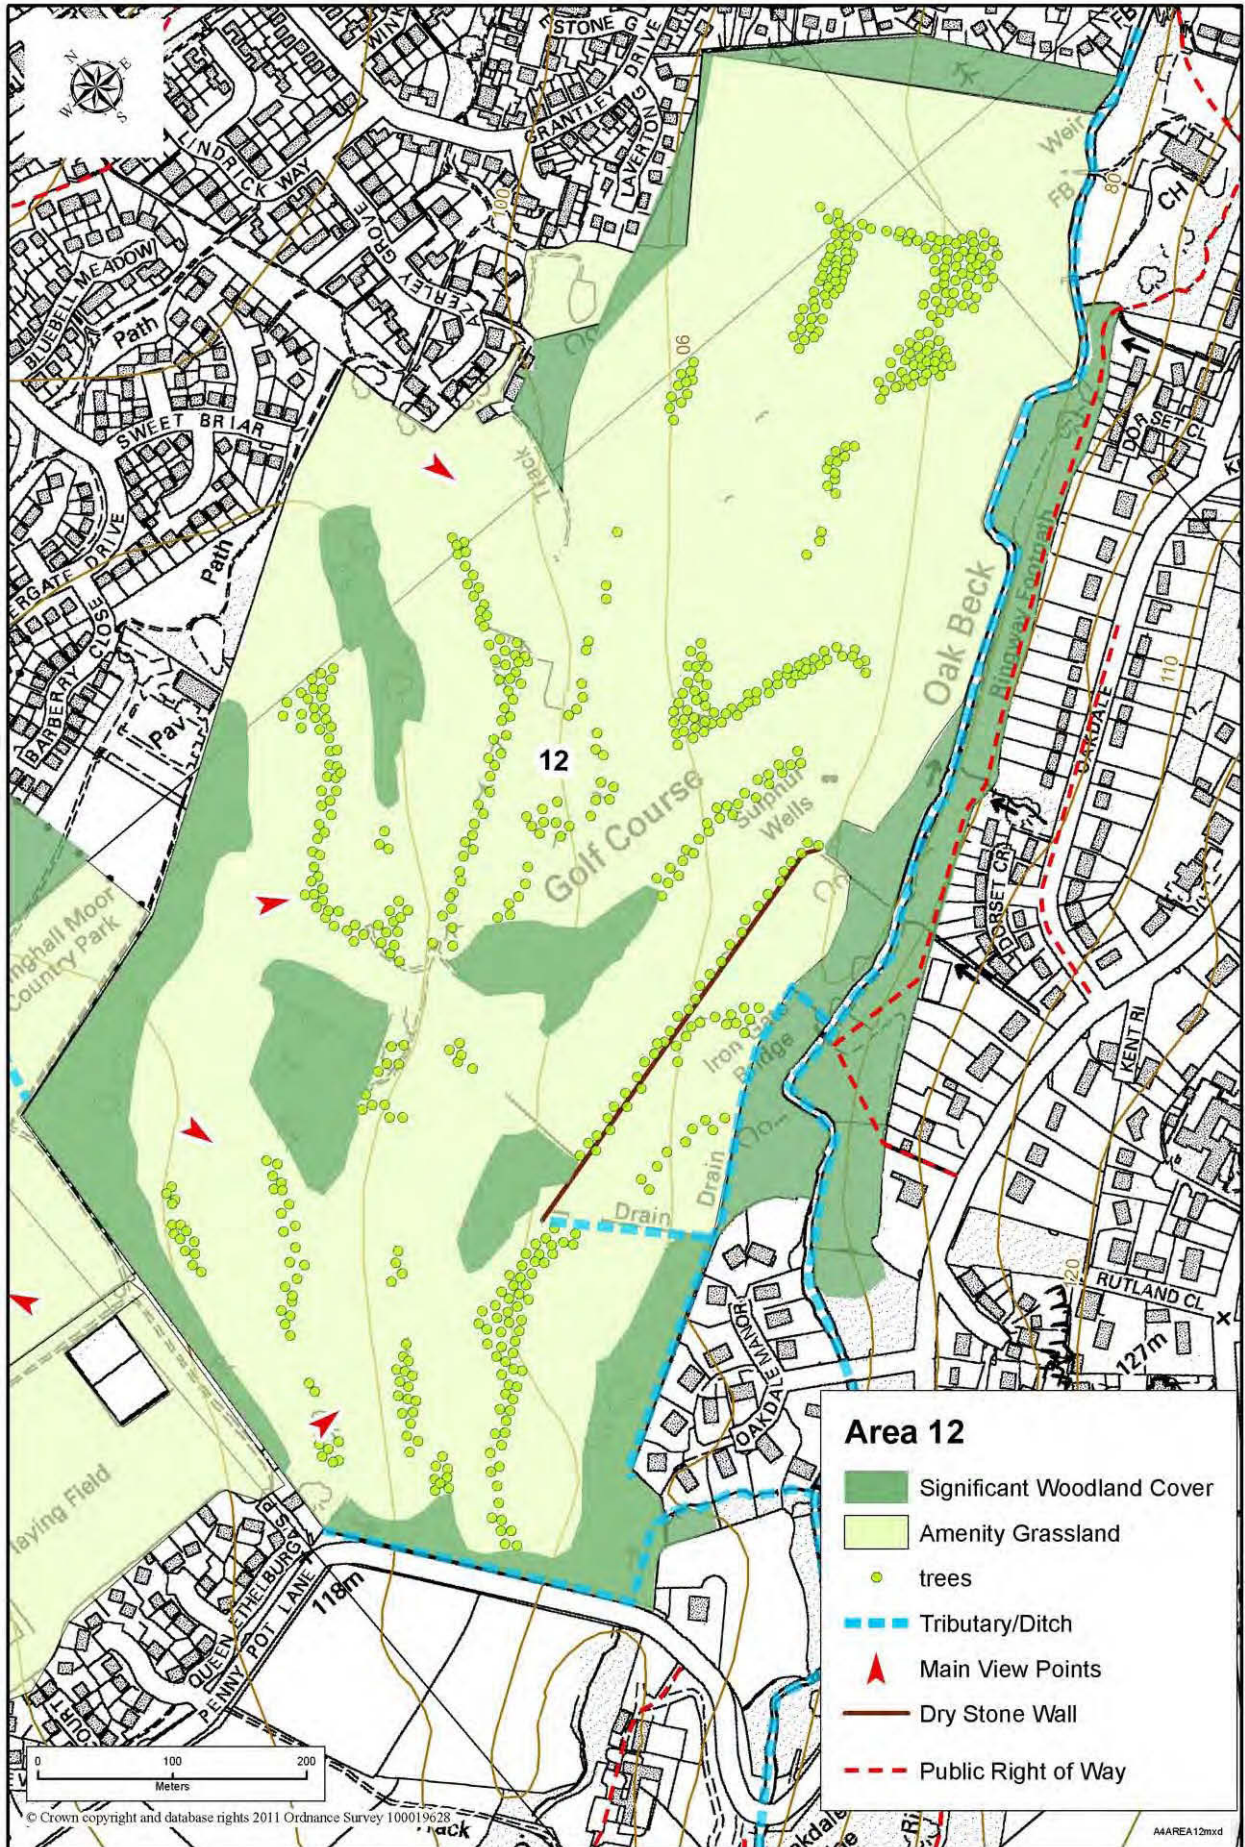 N
E
S
W
STONE G
FB
GRANTLEY DRIVE
LAVERTON G
LINDRICK WAY
100
Weir
FB
80
CH
AZERLEY GROVE
BLUEBELL MEADOW
Path
90
SWEET BRIAR
DORSET CL
Track
ERGATE DRIVE
Path
Ringway Footpath
Oak Beck
BARBERRY CLOSE
Pav
110
OAKDALE
12
Golf Course
Sulphur
Wells
DORSET CR
nghall Moor
Country Park
Iron Gate
Bridge
KENT RI
Drain
Drain
RUTLAND CL
127m
OAKDALE MANOR
laying Field
QUEEN ETHELBURGAS P
PENNY POT LANE
118m
OURT
Track
Area 12
Significant Woodland Cover
Amenity Grassland
trees
Tributary/Ditch
Main View Points
Dry Stone Wall
Public Right of Way
0 100 200
Meters
© Crown copyright and database rights 2011 Ordnance Survey 100019628
A4AREA12mxd